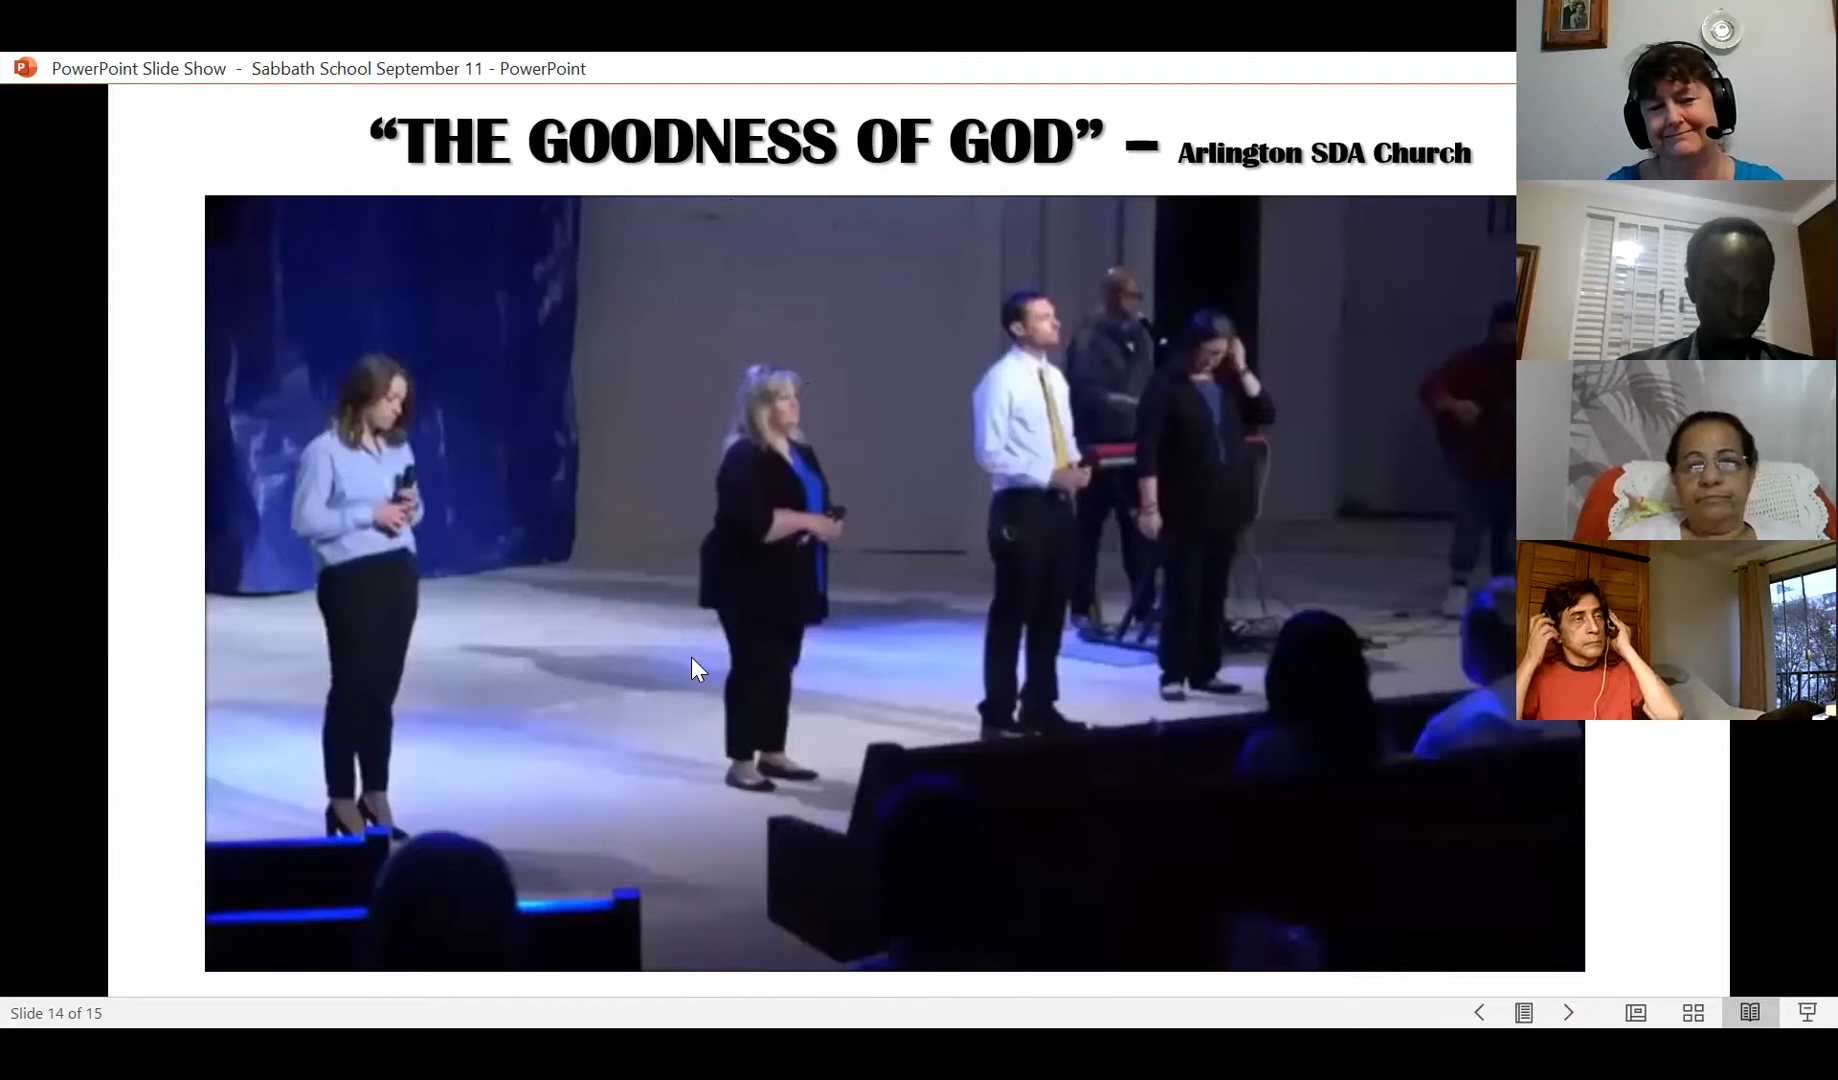 PowerPoint Slide Show - Sabbath School September 11 - PowerPoint
“THE GOODNESS OF GOD” – Arlington SDA Church
Slide 14 of 15